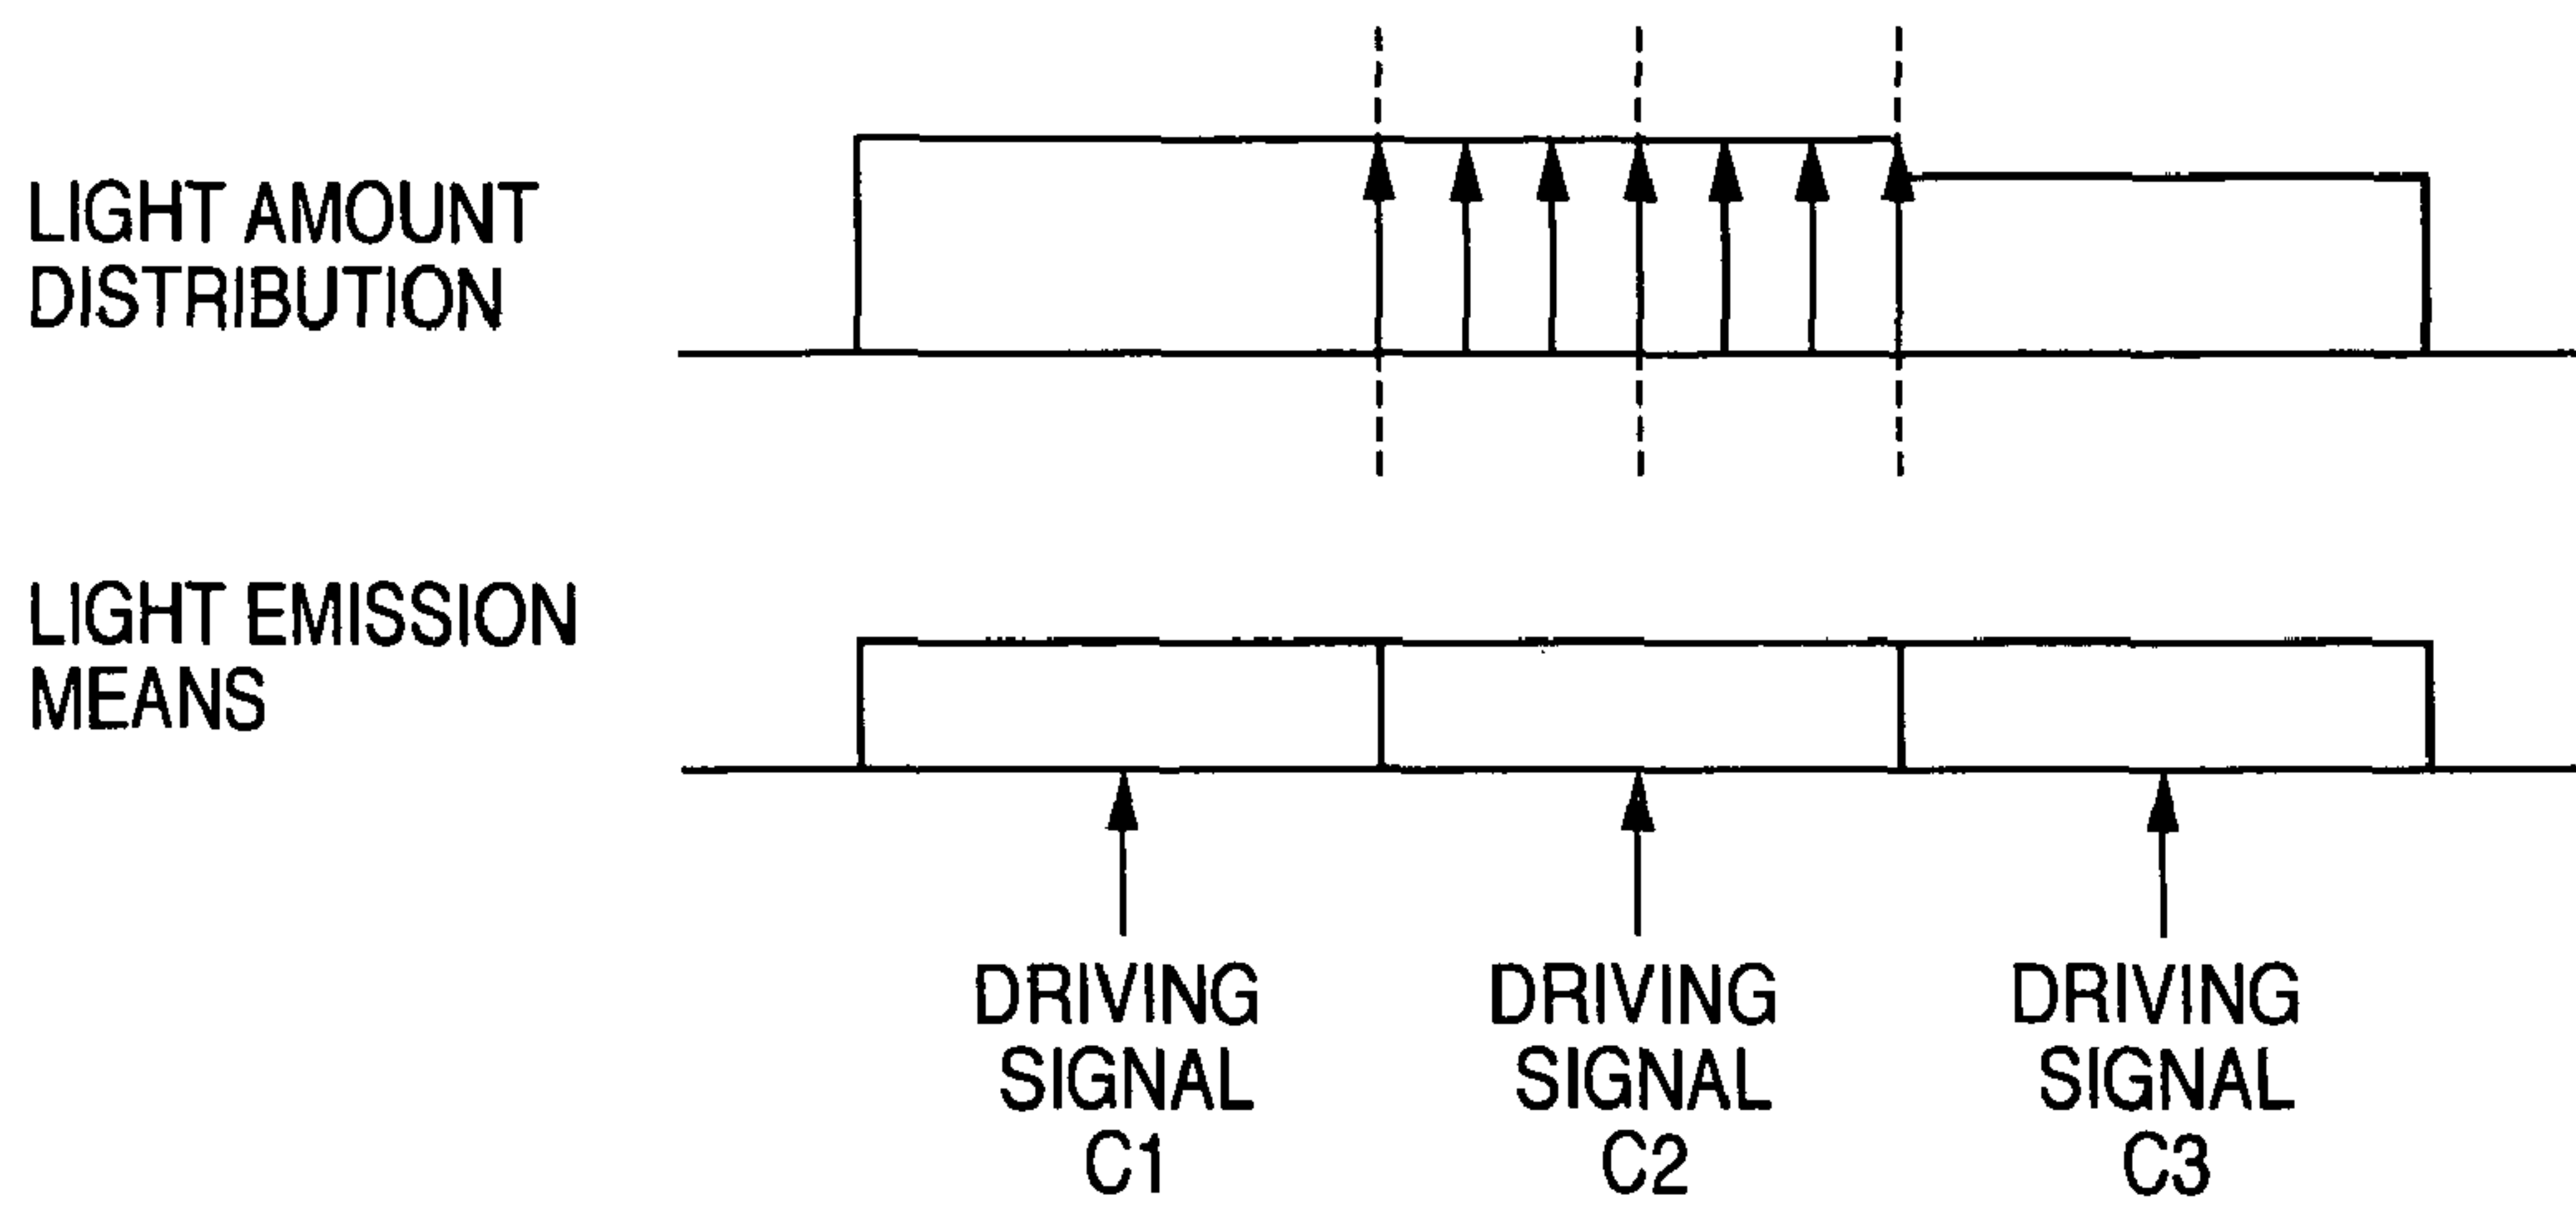 LIGHT AMOUNT
DISTRIBUTION
LIGHT EMISSION
MEANS
DRIVING
SIGNAL
C1
DRIVING
SIGNAL
C2
DRIVING
SIGNAL
C3